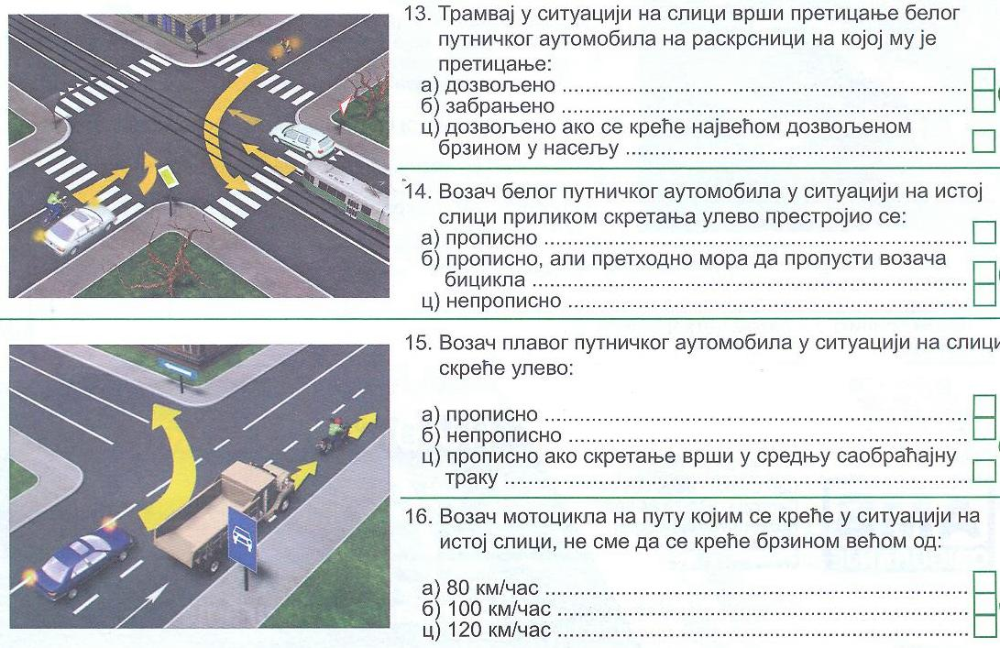 13. Трамвај у ситуацији на слици врши претицање белог
путничког аутомобила на раскрсници на којој му је
претицање:
а) дозвољено
б) забрањено
ц) дозвољено ако се креће највећом дозвољеном
брзином у насељу
14. Возач белог путничког аутомобила у ситуацији на истој
слици приликом скретања улево престројио се:
а) прописно
б) прописно, али претходно мора да пропусти возача
бицикла
ц) непрописно
15. Возач плавог путничког аутомобила у ситуацији на слици
скреће улево:
а) прописно
б) непрописно
ц) прописно ако скретање врши у средњу саобраћајну
траку
16. Возач мотоцикла на путу којим се креће у ситуацији на
истој слици, не сме да се креће брзином већом од:
а) 80 км/час
б) 100 км/час
ц) 120 км/час